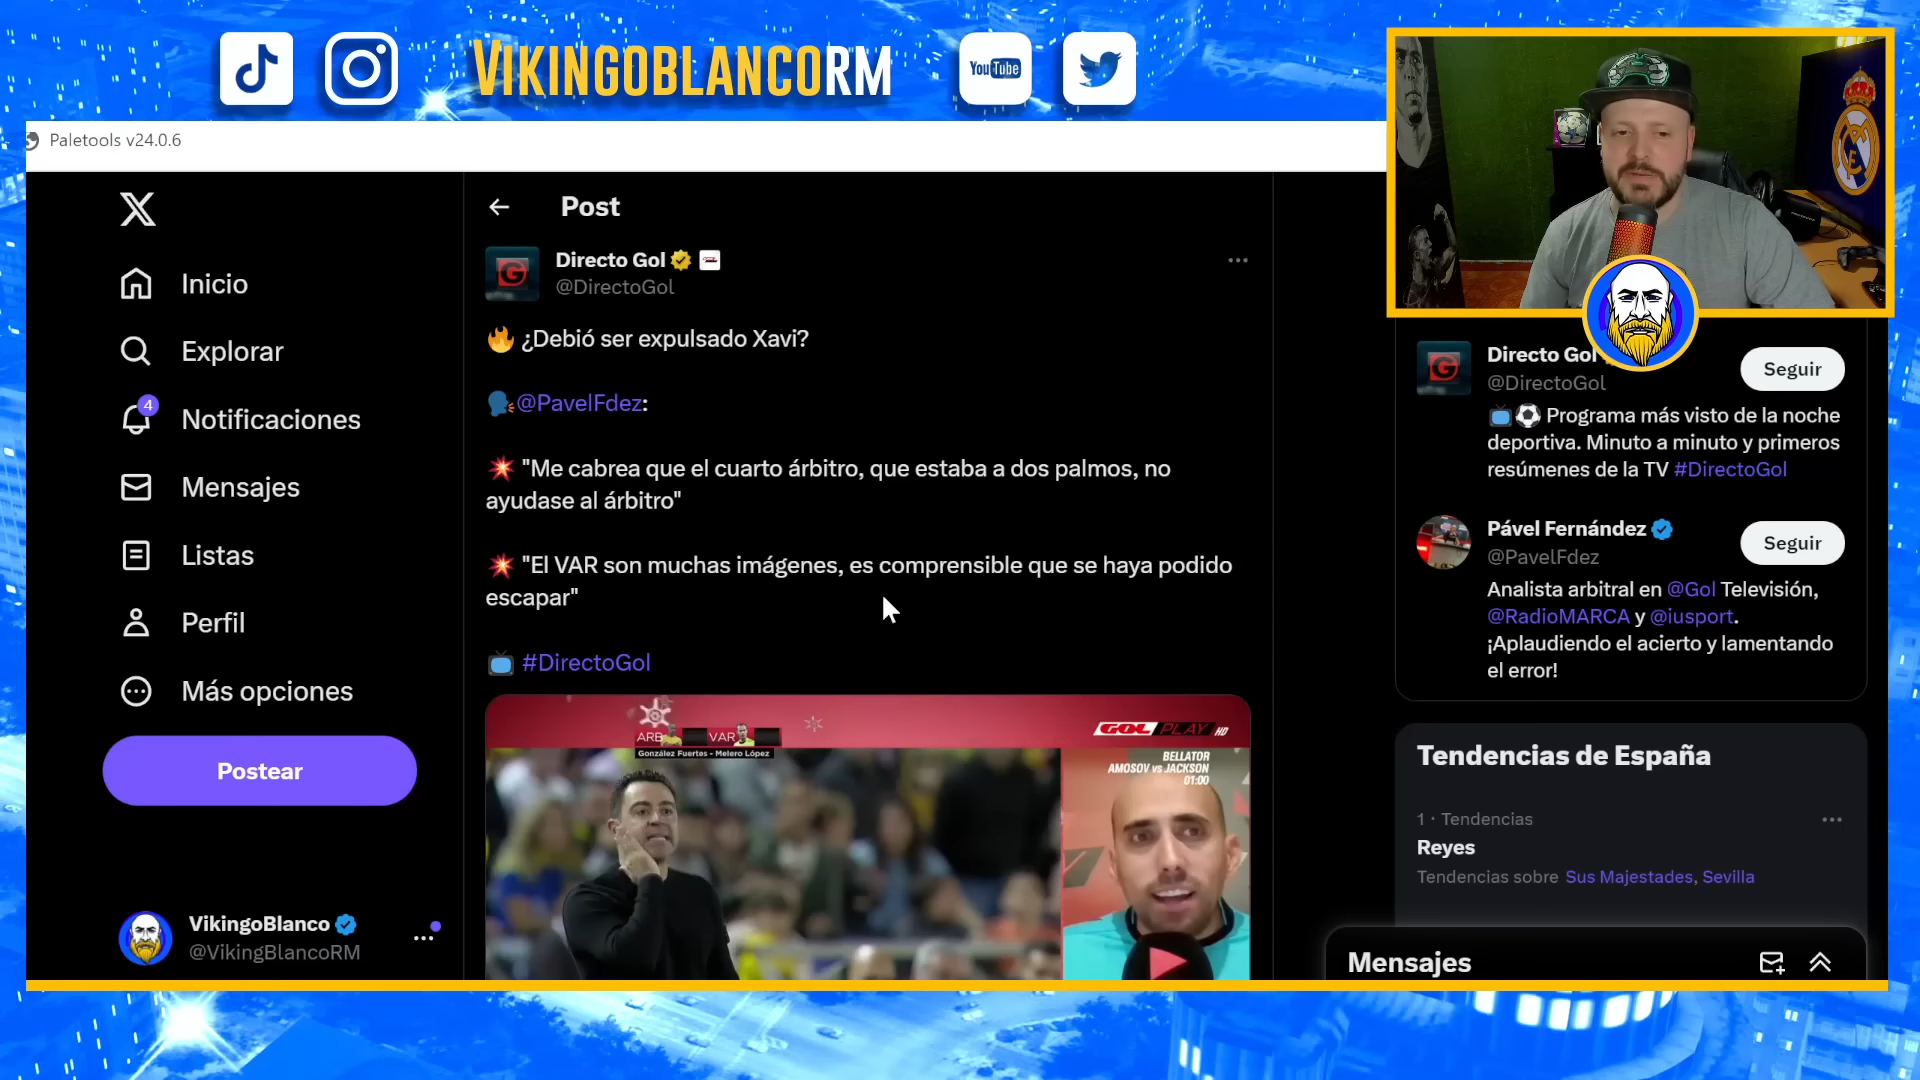 VIKINGOBLANCORM
YouTube
Paletools v24.0.6
Inicio
Explorar
4
Notificaciones
Mensajes
Listas
Perfil
Más opciones
Postear
VikingoBlanco
@VikingBlancoRM
Post
Directo Gol
@DirectoGol
¿Debió ser expulsado Xavi?
@PavelFdez:
"Me cabrea que el cuarto árbitro, que estaba a dos palmos, no
ayudase al árbitro"
"El VAR son muchas imágenes, es comprensible que se haya podido
escapar"
#DirectoGol
ARB
VAR
González Fuertes - Melero López
GOL PLAY HD
BELLATOR
AMOSOV vs JACKSON
01:00
Directo Gol
@DirectoGol
Seguir
Programa más visto de la noche
deportiva. Minuto a minuto y primeros
resúmenes de la TV #DirectoGol
Pável Fernández
@PavelFdez
Seguir
Analista arbitral en @Gol Televisión,
@RadioMARCA y @iusport.
¡Aplaudiendo el acierto y lamentando
el error!
Tendencias de España
1 · Tendencias
Reyes
Tendencias sobre Sus Majestades, Sevilla
Mensajes